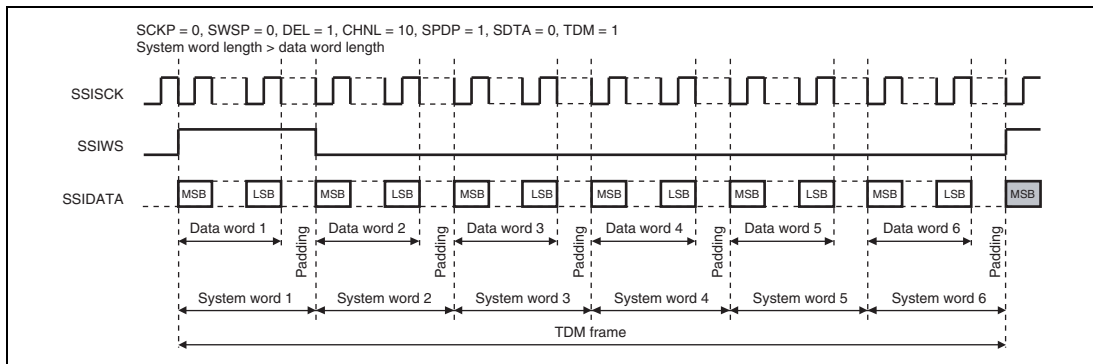 SCKP = 0, SWSP = 0, DEL = 1, CHNL = 10, SPDP = 1, SDTA = 0, TDM = 1
System word length > data word length
SSISCK
SSIWS
SSIDATA
MSB LSB MSB LSB MSB LSB MSB LSB MSB LSB MSB LSB MSB
Data word 1 Data word 2 Data word 3 Data word 4 Data word 5 Data word 6
Padding Padding Padding Padding Padding
System word 1 System word 2 System word 3 System word 4 System word 5 System word 6
TDM frame